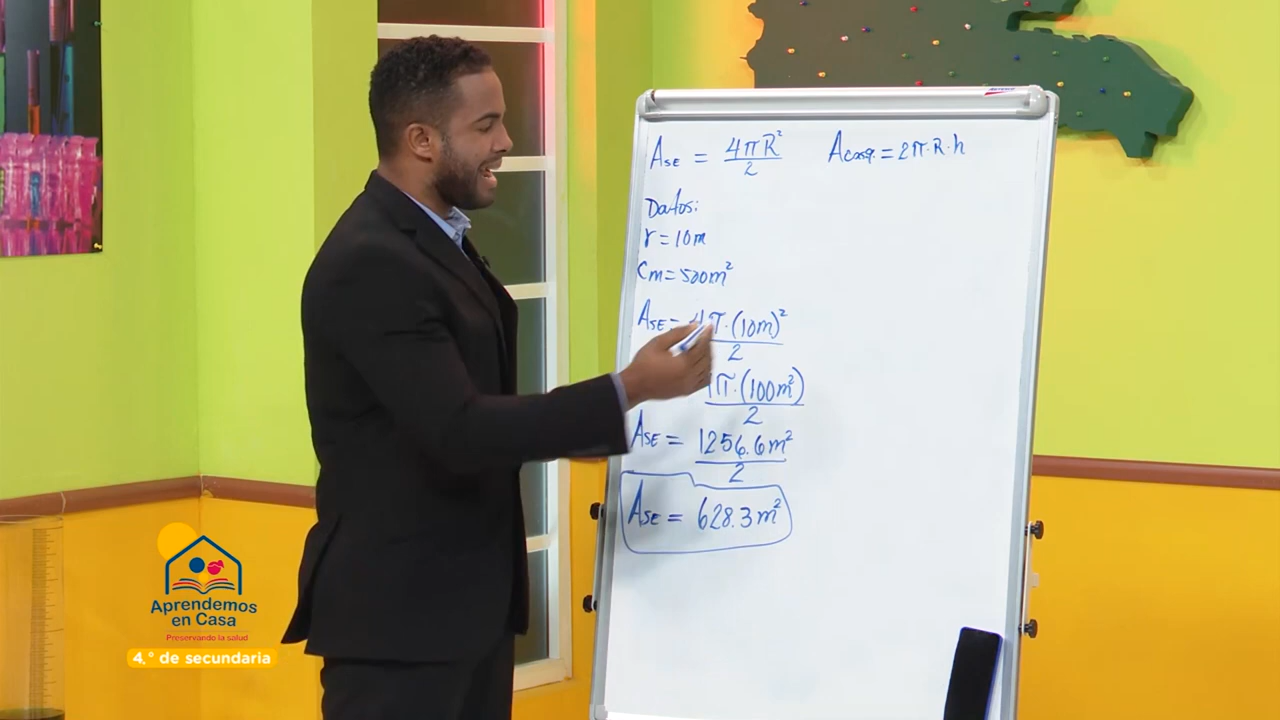 ASE = 4πR²/2
Acasq. = 2π·R·h
Datos:
r = 10m
Cm = 500m²
ASE = 4π·(10m)²/2
π·(100m²)/2
ASE = 1256.6m²/2
ASE = 628.3m²
Aprendemos
en Casa
Preservando la salud
4.° de secundaria